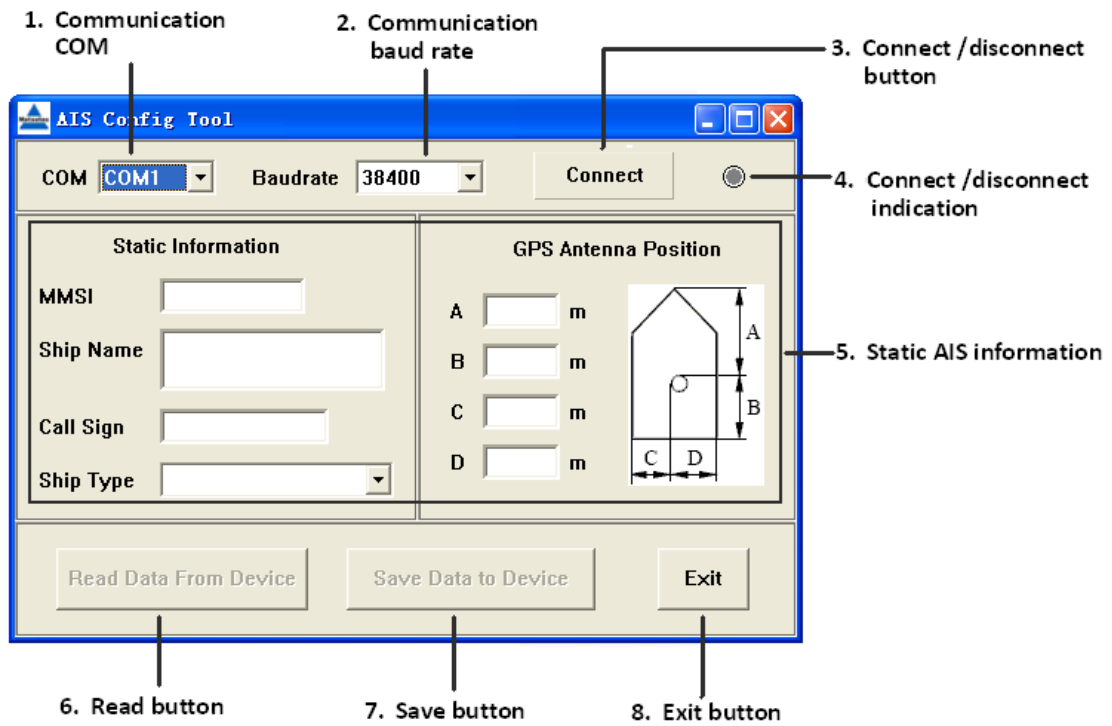 1. Communication
COM
2. Communication
baud rate
3. Connect /disconnect
button
AIS Config Tool
COM COM1 Baudrate 38400 Connect
4. Connect /disconnect
indication
Static Information
GPS Antenna Position
MMSI
Ship Name
Call Sign
Ship Type
A m
B m
C m
D m
A
B
C D
5. Static AIS information
Read Data From Device Save Data to Device Exit
6. Read button
7. Save button
8. Exit button